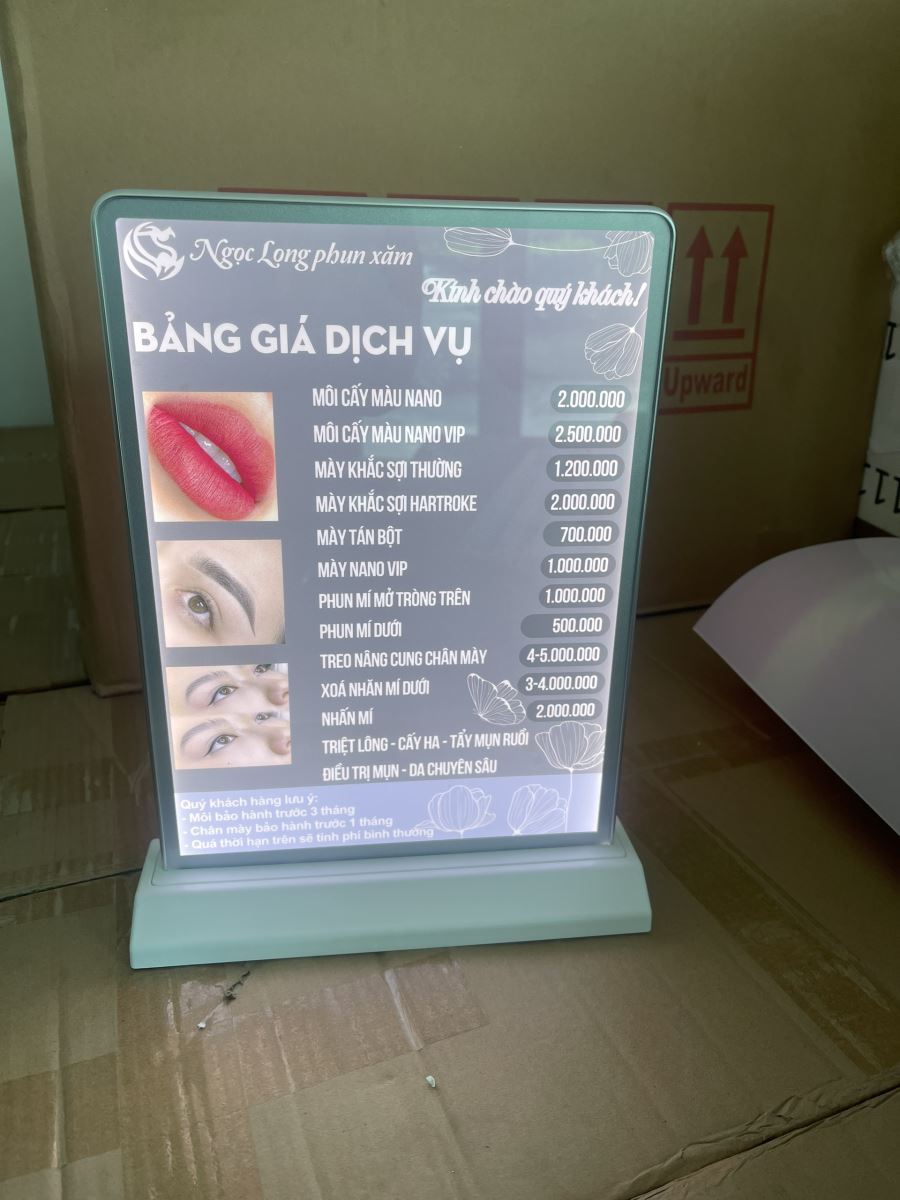 Ngọc Long phun xăm
Kính chào quý khách!
BẢNG GIÁ DỊCH VỤ
MÔI CẤY MÀU NANO 2.000.000
MÔI CẤY MÀU NANO VIP 2.500.000
MÀY KHẮC SỢI THƯỜNG 1.200.000
MÀY KHẮC SỢI HARTROKE 2.000.000
MÀY TÁN BỘT 700.000
MÀY NANO VIP 1.000.000
PHUN MÍ MỞ TRÒNG TRÊN 1.000.000
PHUN MÍ DƯỚI 500.000
TREO NÂNG CUNG CHÂN MÀY 4-5.000.000
XOÁ NHĂN MÍ DƯỚI 3-4.000.000
NHẤN MÍ 2.000.000
TRIỆT LÔNG - CẤY HA - TẨY MỤN RUỒI
ĐIỀU TRỊ MỤN - DA CHUYÊN SÂU
Quý khách hàng lưu ý:
- Môi bảo hành trước 3 tháng
- Chân mày bảo hành trước 1 tháng
- Quá thời hạn trên sẽ tính phí bình thường
Upward